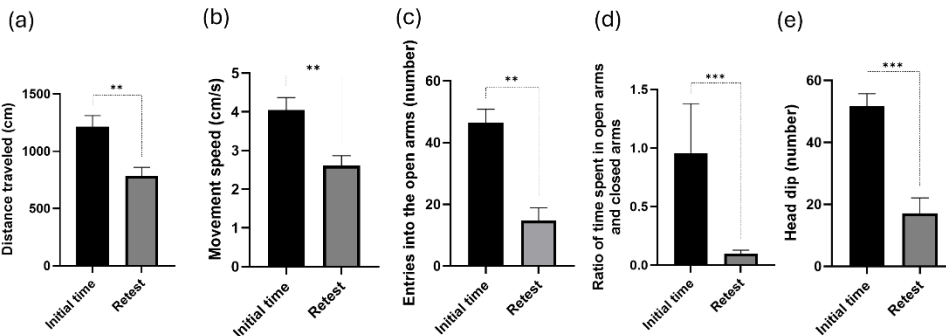 (a)
Distance traveled (cm)
1500
1000
500
0
**
Initial time
Retest
(b)
Movement speed (cm/s)
5
4
3
2
1
0
**
Initial time
Retest
(c)
Entries into the open arms (number)
60
40
20
0
**
Initial time
Retest
(d)
Ratio of time spent in open arms
and closed arms
1.5
1.0
0.5
0.0
***
Initial time
Retest
(e)
Head dip (number)
60
40
20
0
***
Initial time
Retest